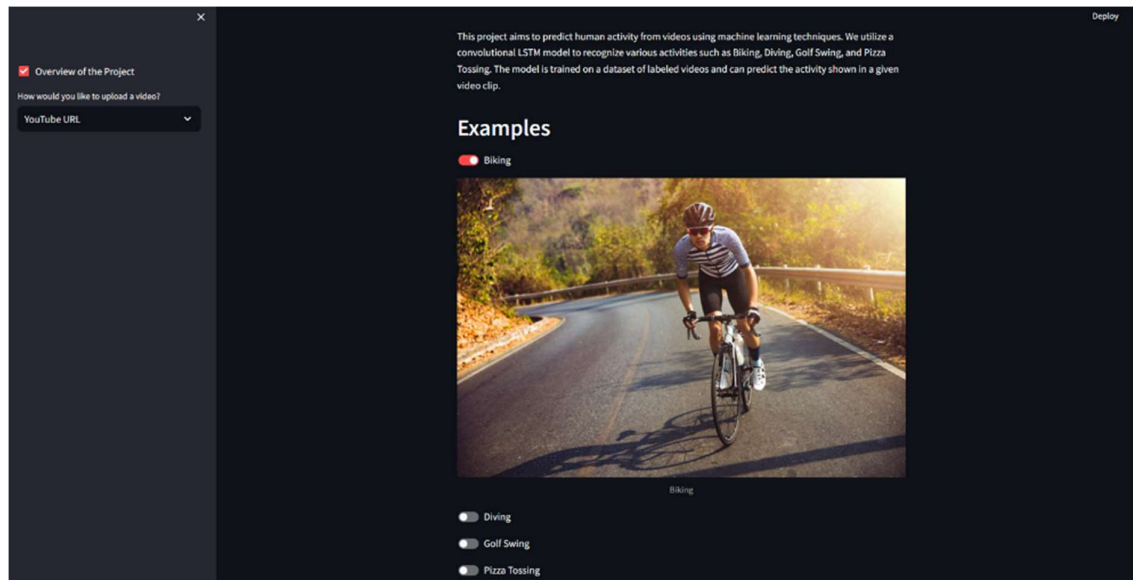 Deploy
Overview of the Project
How would you like to upload a video?
YouTube URL
This project aims to predict human activity from videos using machine learning techniques. We utilize a
convolutional LSTM model to recognize various activities such as Biking, Diving, Golf Swing, and Pizza
Tossing. The model is trained on a dataset of labeled videos and can predict the activity shown in a given
video clip.
Examples
Biking
Biking
Diving
Golf Swing
Pizza Tossing